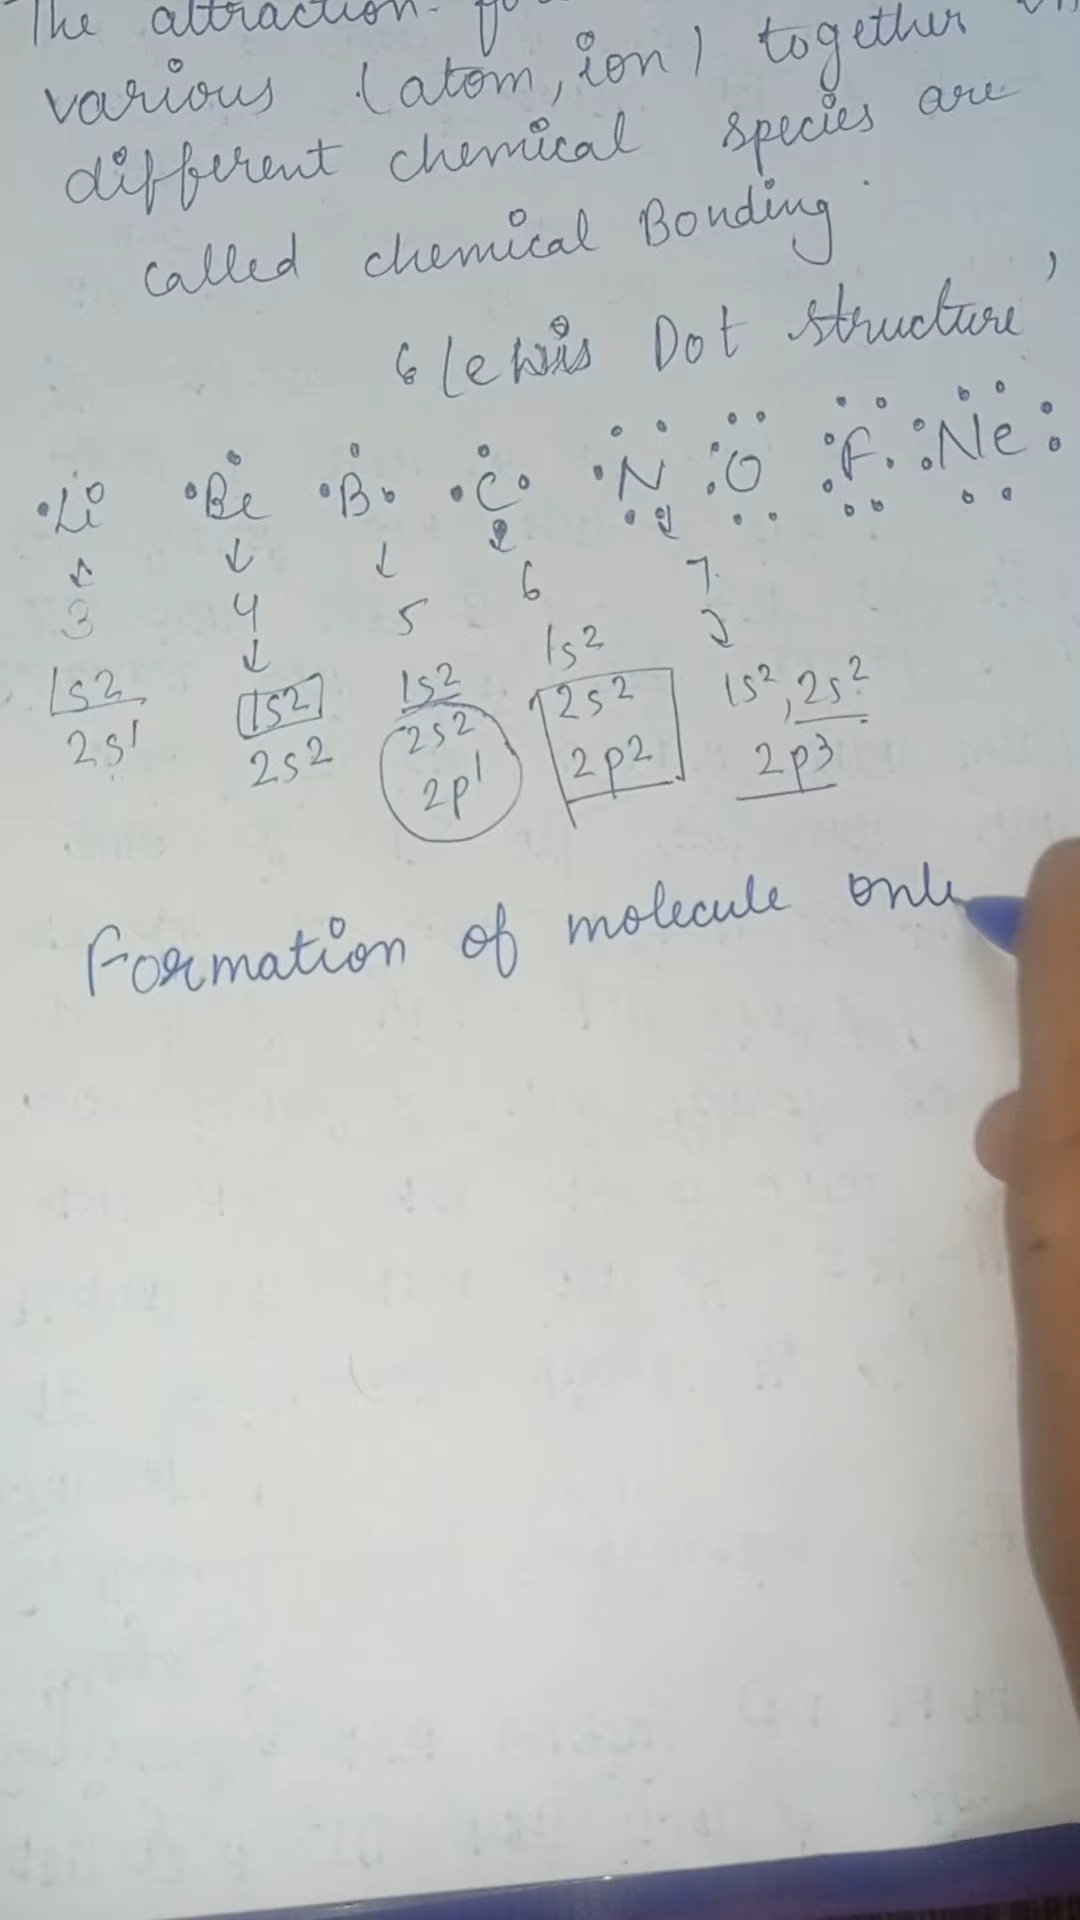 The attraction
various (atom, ion) together
different chemical species are
called chemical Bonding
Lewis Dot structure
Li Be B C N O F Ne
3 4 5 6 7
1s2 1s2 1s2 1s2 1s2, 2s2
2s1 2s2 2s2 2s2 2p3
2p1 2p2
Formation of molecule only